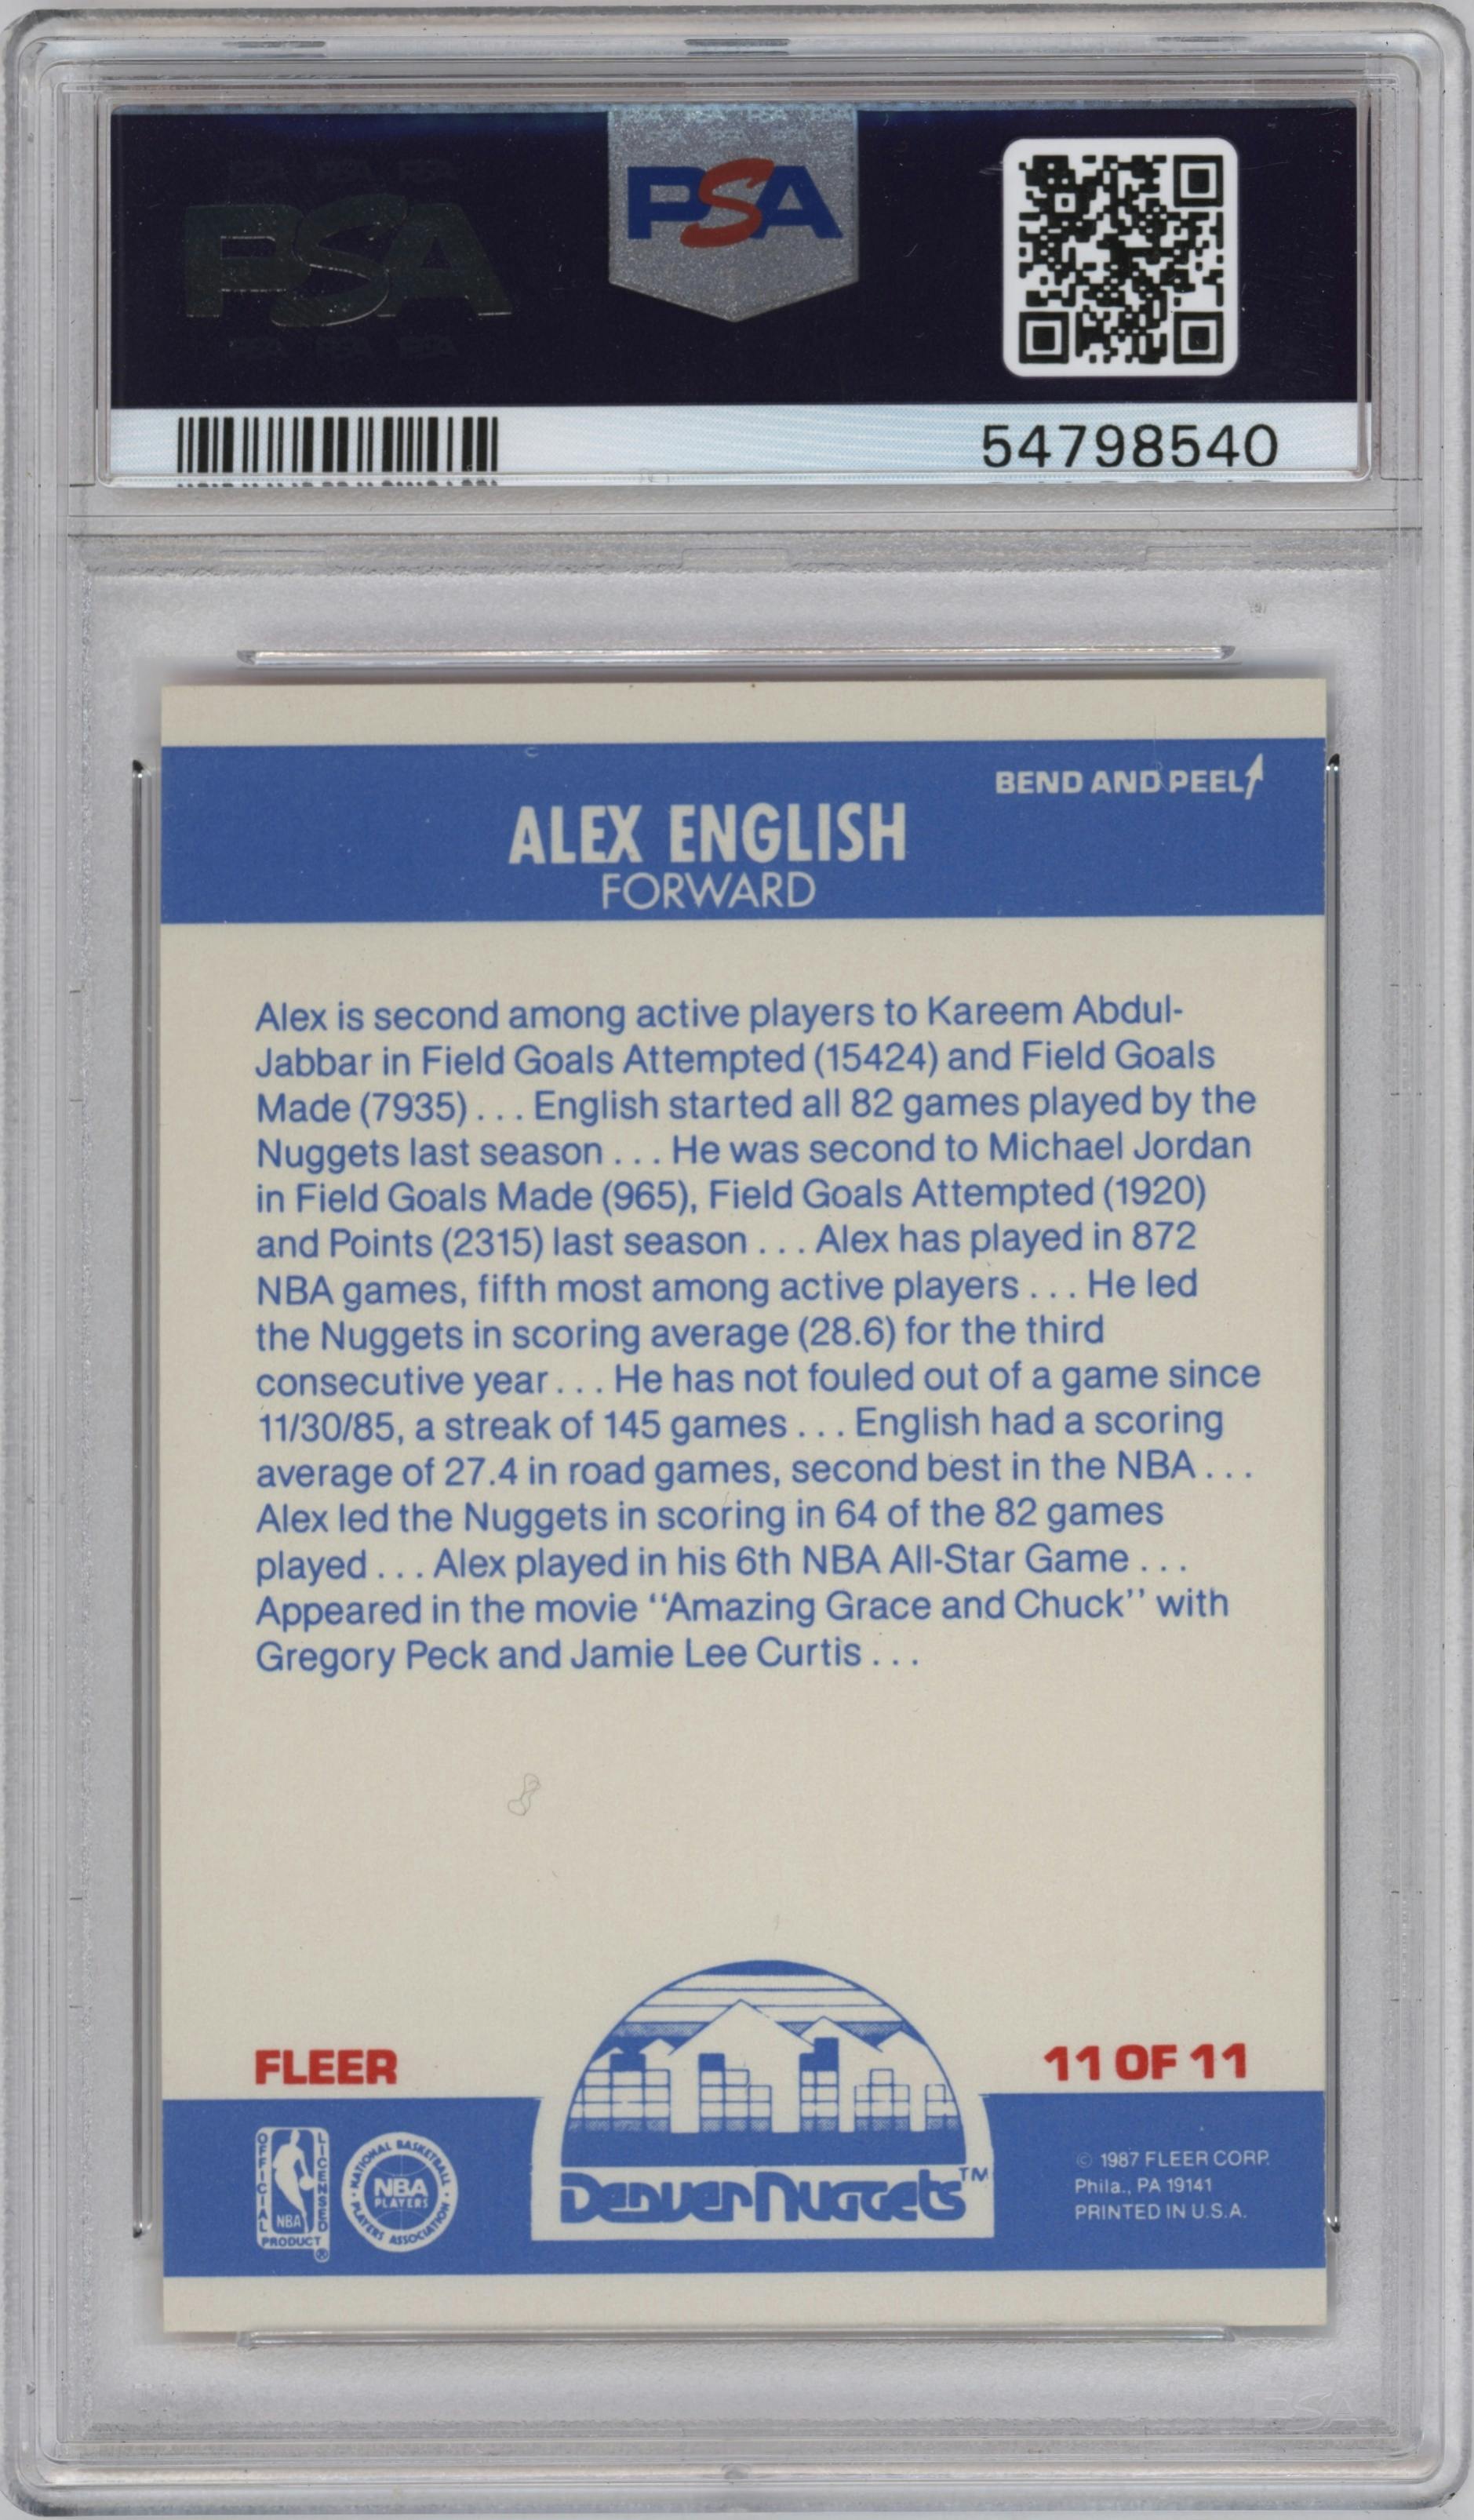 PSA
PSA
54798540
BEND AND PEEL
ALEX ENGLISH
FORWARD
Alex is second among active players to Kareem Abdul-
Jabbar in Field Goals Attempted (15424) and Field Goals
Made (7935) . . . English started all 82 games played by the
Nuggets last season . . . He was second to Michael Jordan
in Field Goals Made (965), Field Goals Attempted (1920)
and Points (2315) last season . . . Alex has played in 872
NBA games, fifth most among active players . . . He led
the Nuggets in scoring average (28.6) for the third
consecutive year . . . He has not fouled out of a game since
11/30/85, a streak of 145 games . . . English had a scoring
average of 27.4 in road games, second best in the NBA . . .
Alex led the Nuggets in scoring in 64 of the 82 games
played . . . Alex played in his 6th NBA All-Star Game . . .
Appeared in the movie "Amazing Grace and Chuck" with
Gregory Peck and Jamie Lee Curtis . . .
FLEER
11 OF 11
OFFICIAL LICENSED
NBA
PRODUCT ®
NATIONAL BASKETBALL
NBA
PLAYERS
PLAYERS ASSOCIATION
Denver Nuggets™
© 1987 FLEER CORP.
Phila., PA 19141
PRINTED IN U.S.A.